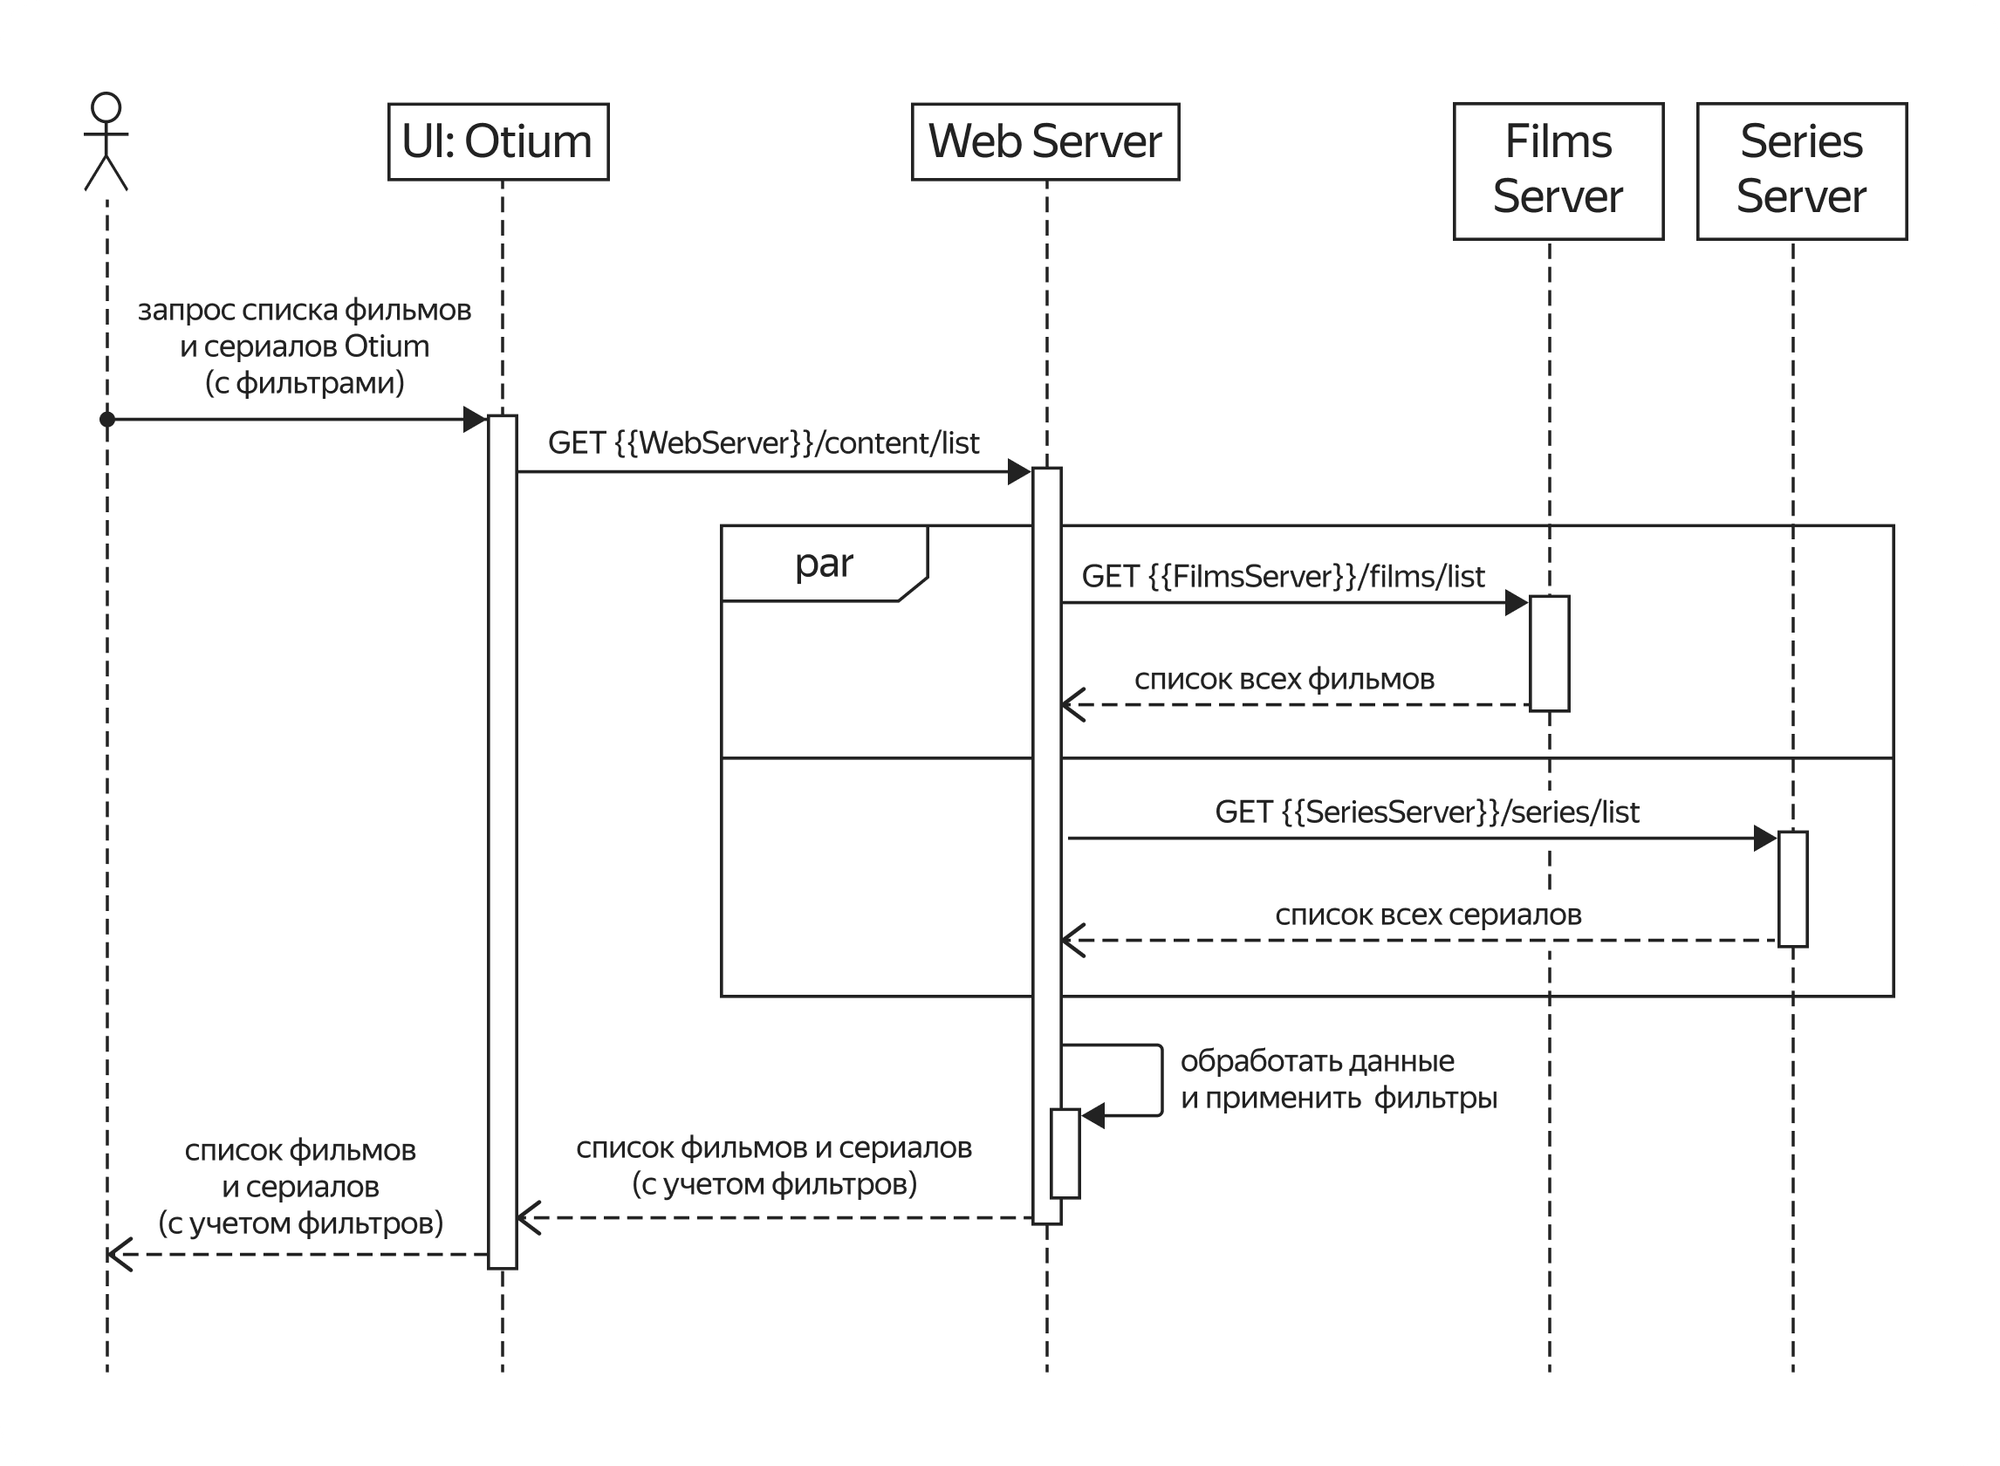 UI: Otium
Web Server
Films
Server
Series
Server
запрос списка фильмов
и сериалов Otium
(с фильтрами)
GET {{WebServer}}/content/list
par
GET {{FilmsServer}}/films/list
список всех фильмов
GET {{SeriesServer}}/series/list
список всех сериалов
обработать данные
и применить фильтры
список фильмов и сериалов
(с учетом фильтров)
список фильмов
и сериалов
(с учетом фильтров)